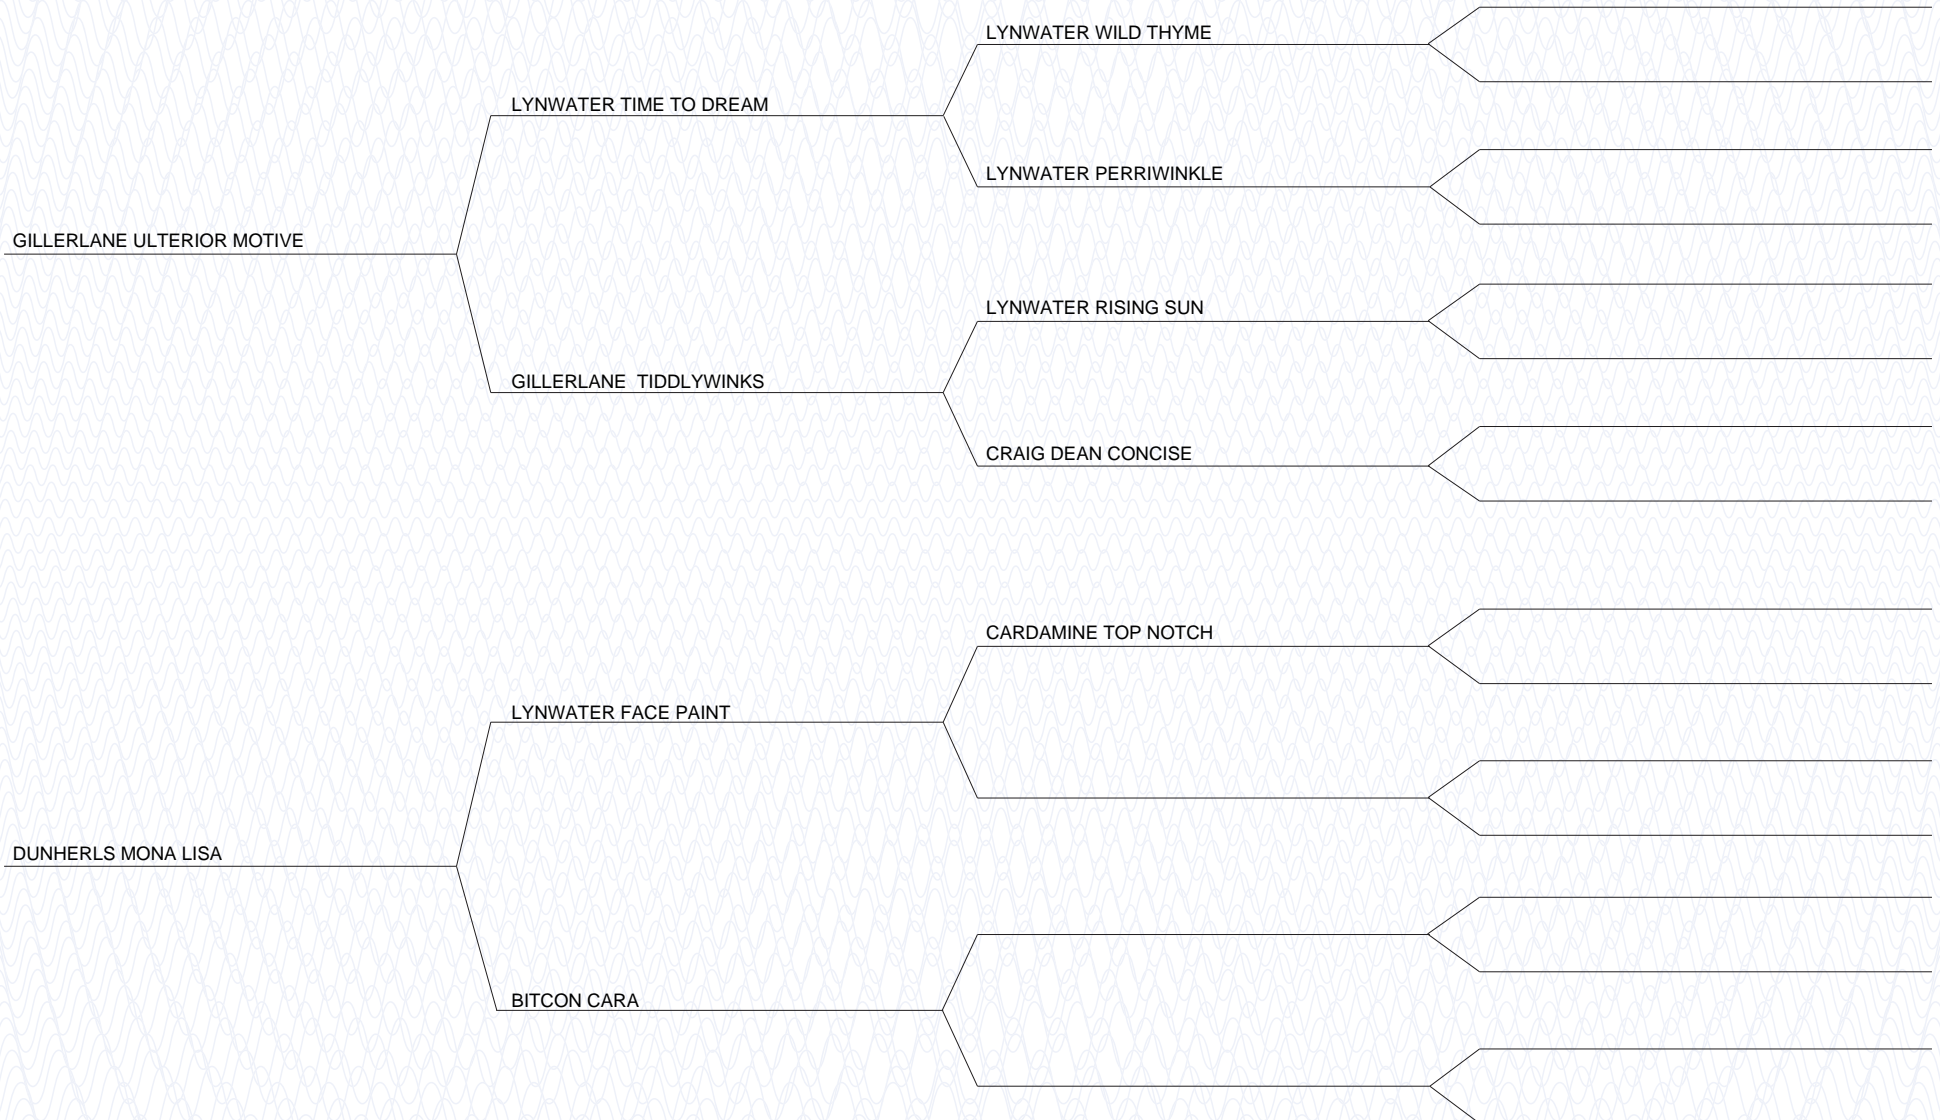 LYNWATER WILD THYME
LYNWATER TIME TO DREAM
LYNWATER PERRIWINKLE
GILLERLANE ULTERIOR MOTIVE
LYNWATER RISING SUN
GILLERLANE  TIDDLYWINKS
CRAIG DEAN CONCISE
CARDAMINE TOP NOTCH
LYNWATER FACE PAINT
DUNHERLS MONA LISA
BITCON CARA